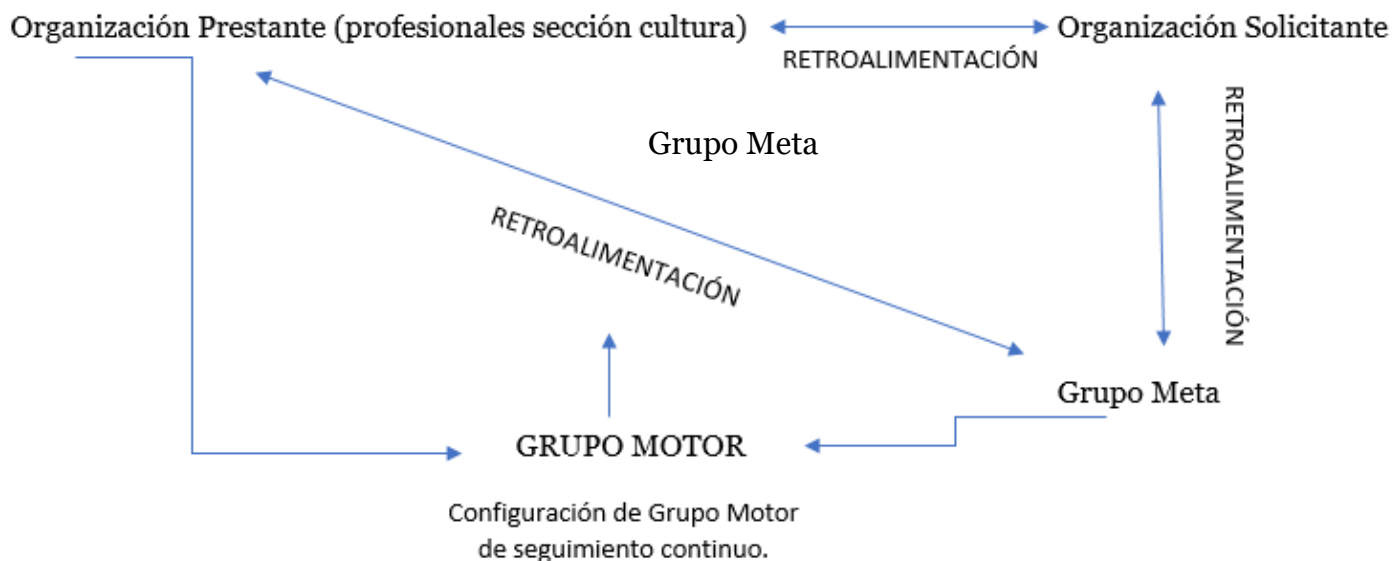 Organización Prestante (profesionales sección cultura)
Organización Solicitante
RETROALIMENTACIÓN
RETROALIMENTACIÓN
Grupo Meta
RETROALIMENTACIÓN
Grupo Meta
GRUPO MOTOR
Configuración de Grupo Motor
de seguimiento continuo.